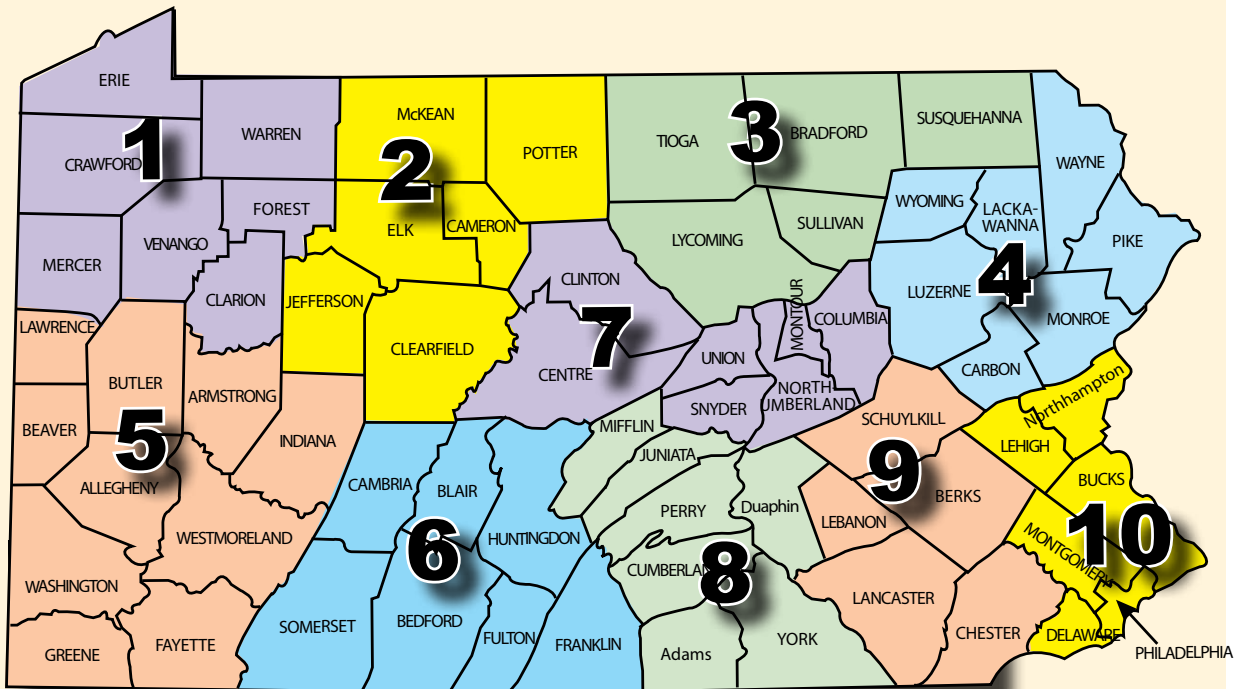 ERIE
CRAWFORD
1
WARREN
FOREST
VENANGO
MERCER
CLARION
McKEAN
2
POTTER
ELK
CAMERON
JEFFERSON
CLEARFIELD
TIOGA
3
BRADFORD
SUSQUEHANNA
LYCOMING
SULLIVAN
WAYNE
WYOMING
LACKA-
WANNA
PIKE
4
LUZERNE
MONROE
CARBON
LAWRENCE
BUTLER
ARMSTRONG
BEAVER
5
INDIANA
ALLEGHENY
WESTMORELAND
WASHINGTON
GREENE
FAYETTE
CAMBRIA
BLAIR
6
HUNTINGDON
SOMERSET
BEDFORD
FULTON
FRANKLIN
CLINTON
7
CENTRE
UNION
MONTOUR
COLUMBIA
SNYDER
NORTH
UMBERLAND
MIFFLIN
JUNIATA
PERRY
Duaphin
CUMBERLAN
8
Adams
YORK
SCHUYLKILL
9
BERKS
LEBANON
LANCASTER
CHESTER
Northhampton
LEHIGH
BUCKS
10
MONTGOMERY
DELAWARE
PHILADELPHIA